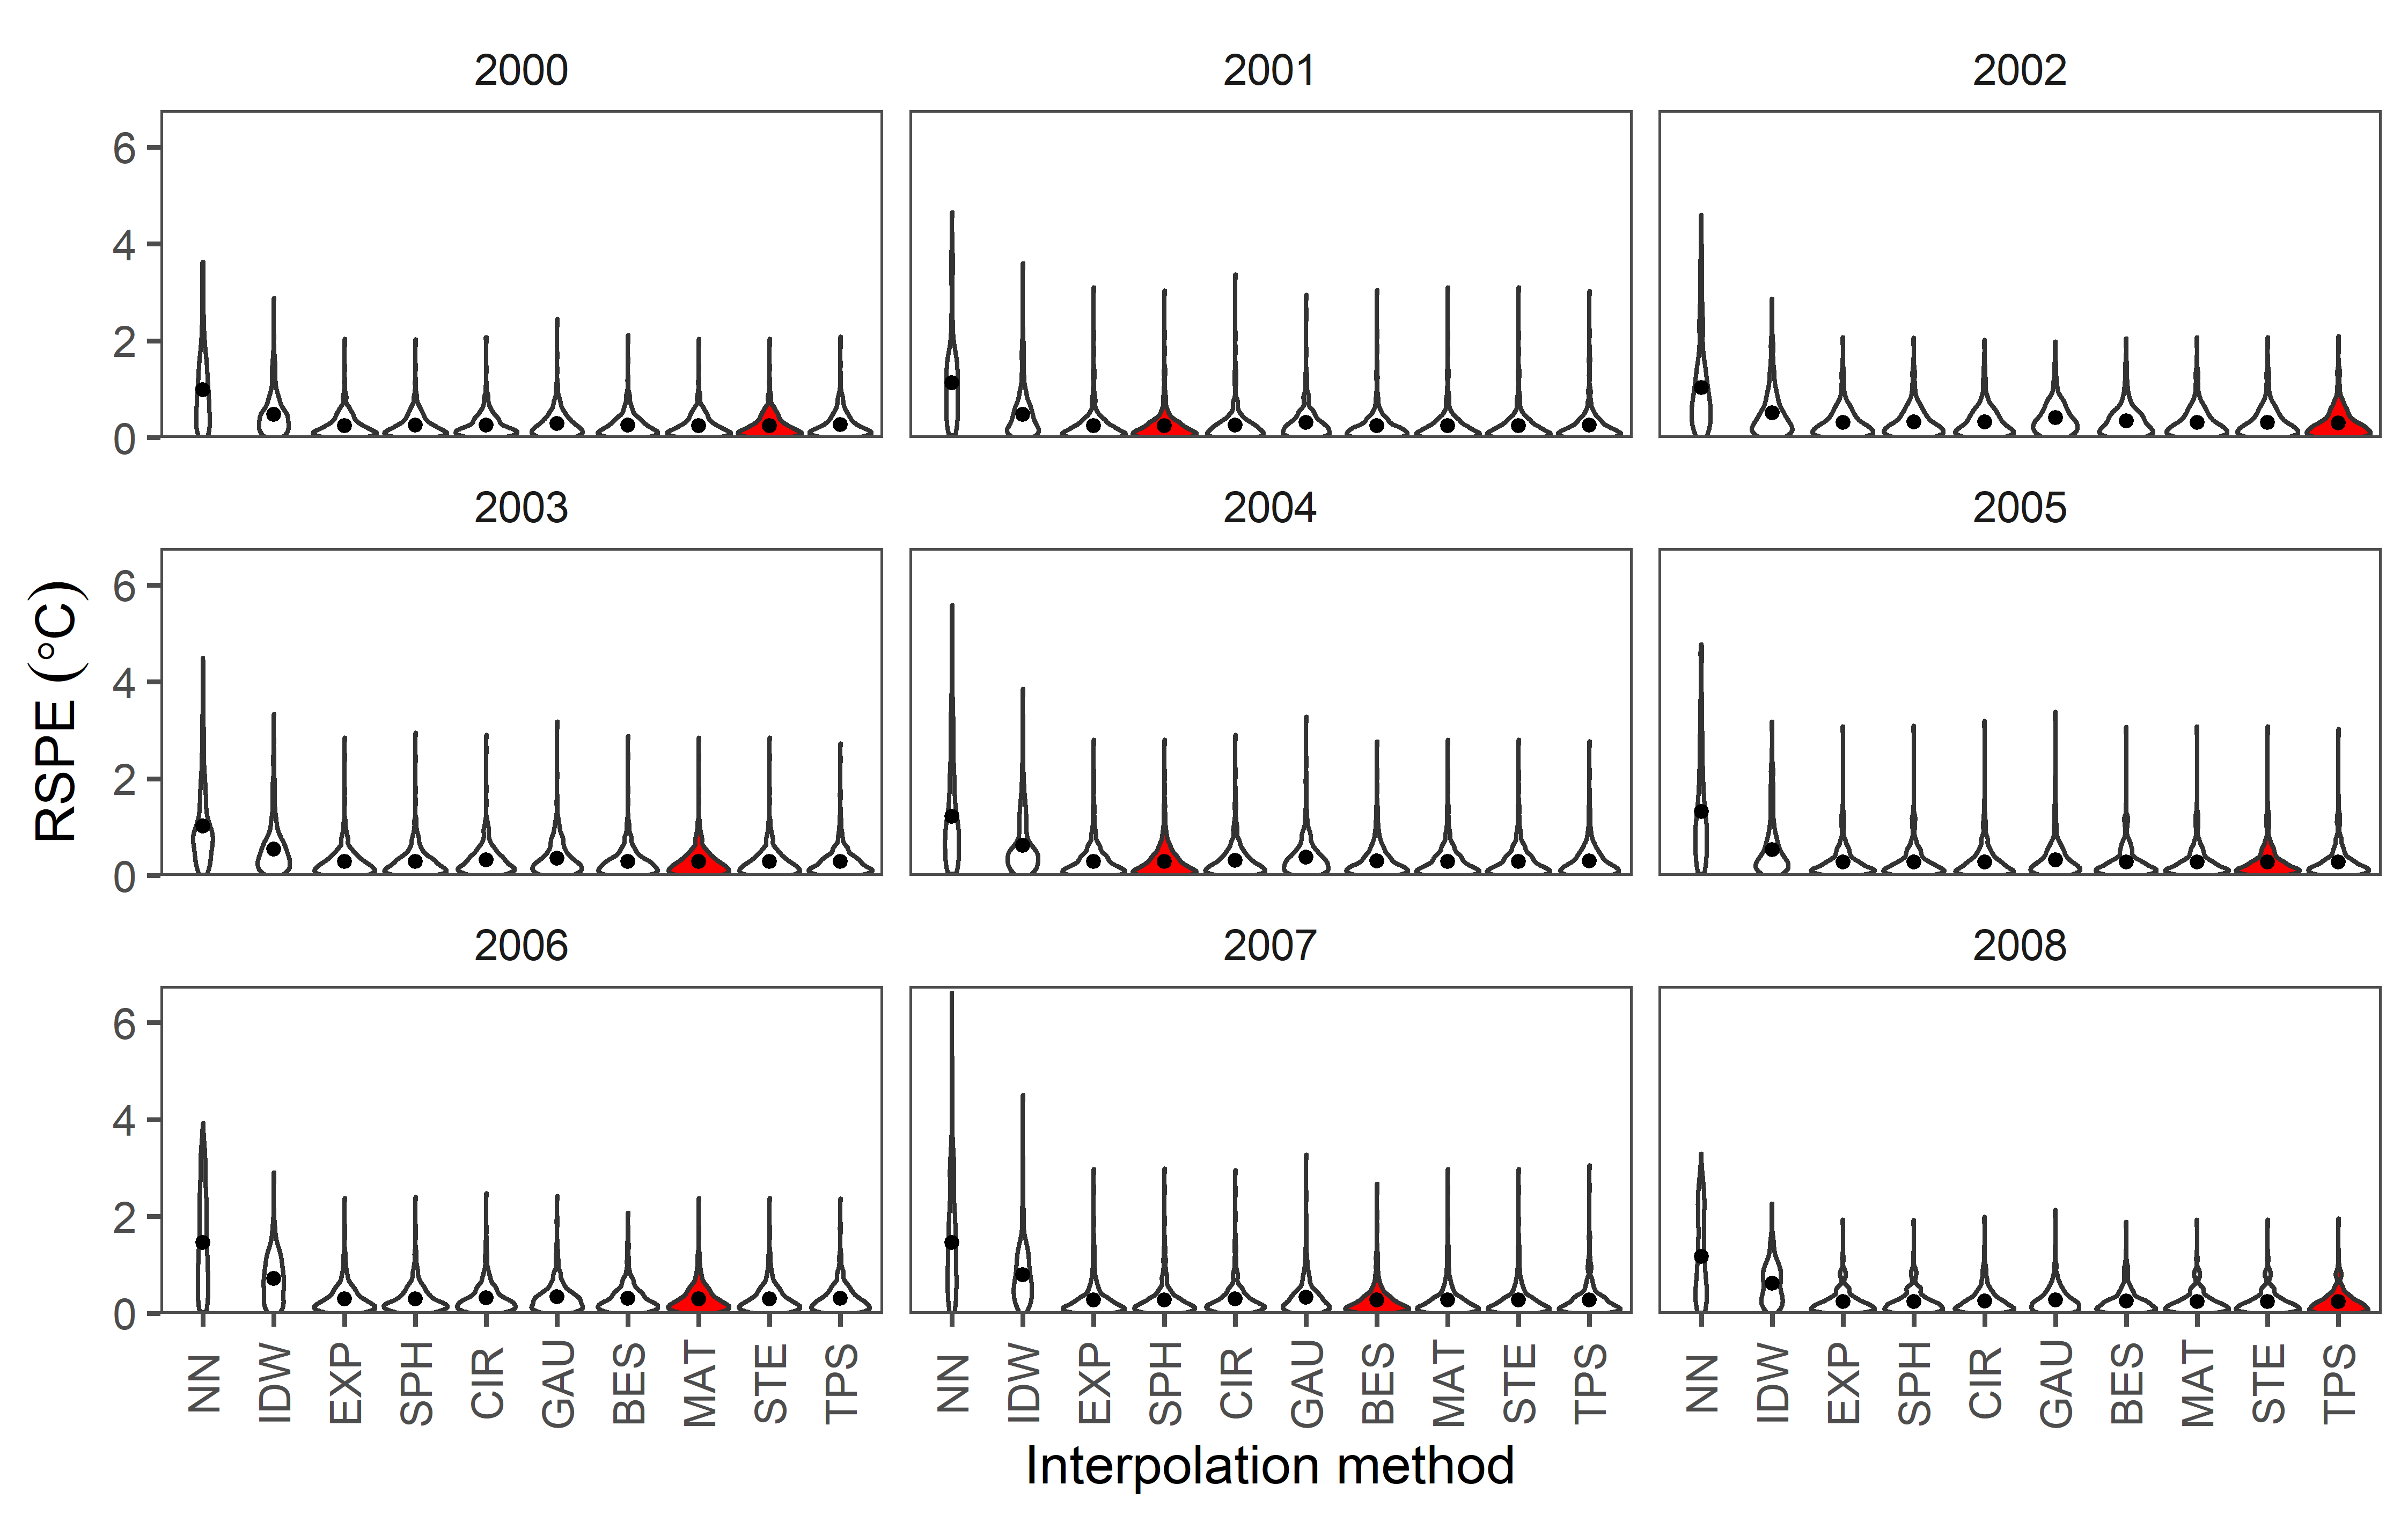 2000 2001 2002
6
4
2
0
2003 2004 2005
6
4
2
0
RSPE (°C)
2006 2007 2008
6
4
2
0
NN IDW EXP SPH CIR GAU BES MAT STE TPS NN IDW EXP SPH CIR GAU BES MAT STE TPS NN IDW EXP SPH CIR GAU BES MAT STE TPS
Interpolation method